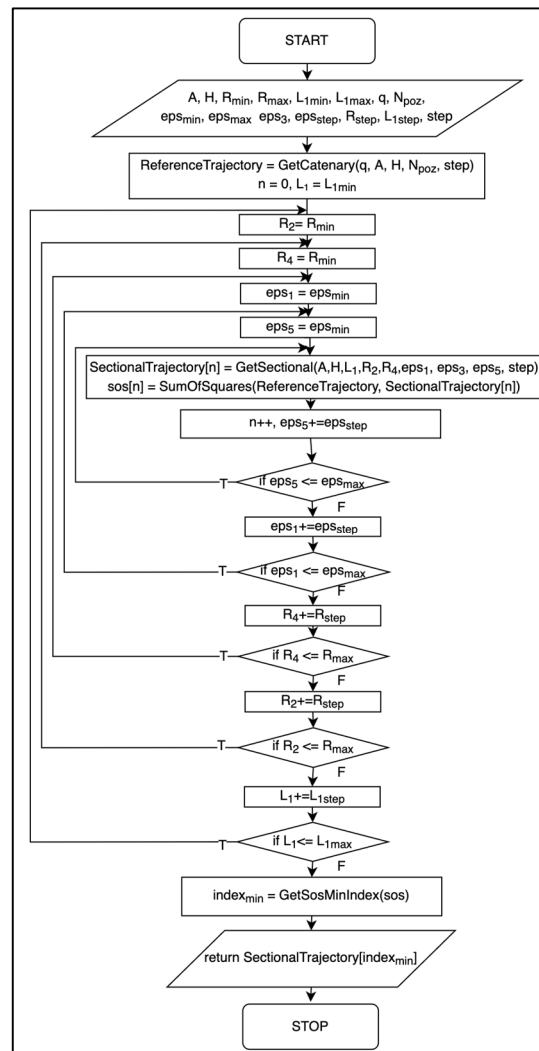 START
A, H, Rmin, Rmax, L1min, L1max, q, Npoz,
epsmin, epsmax eps3, epsstep, Rstep, L1step, step
ReferenceTrajectory = GetCatenary(q, A, H, Npoz, step)
n = 0, L1 = L1min
R2= Rmin
R4 = Rmin
eps1 = epsmin
eps5 = epsmin
SectionalTrajectory[n] = GetSectional(A,H,L1,R2,R4,eps1, eps3, eps5, step)
sos[n] = SumOfSquares(ReferenceTrajectory, SectionalTrajectory[n])
n++, eps5+=epsstep
T
if eps5 <= epsmax
F
eps1+=epsstep
T
if eps1 <= epsmax
F
R4+=Rstep
T
if R4 <= Rmax
F
R2+=Rstep
T
if R2 <= Rmax
F
L1+=L1step
T
if L1<= L1max
F
indexmin = GetSosMinIndex(sos)
return SectionalTrajectory[indexmin]
STOP